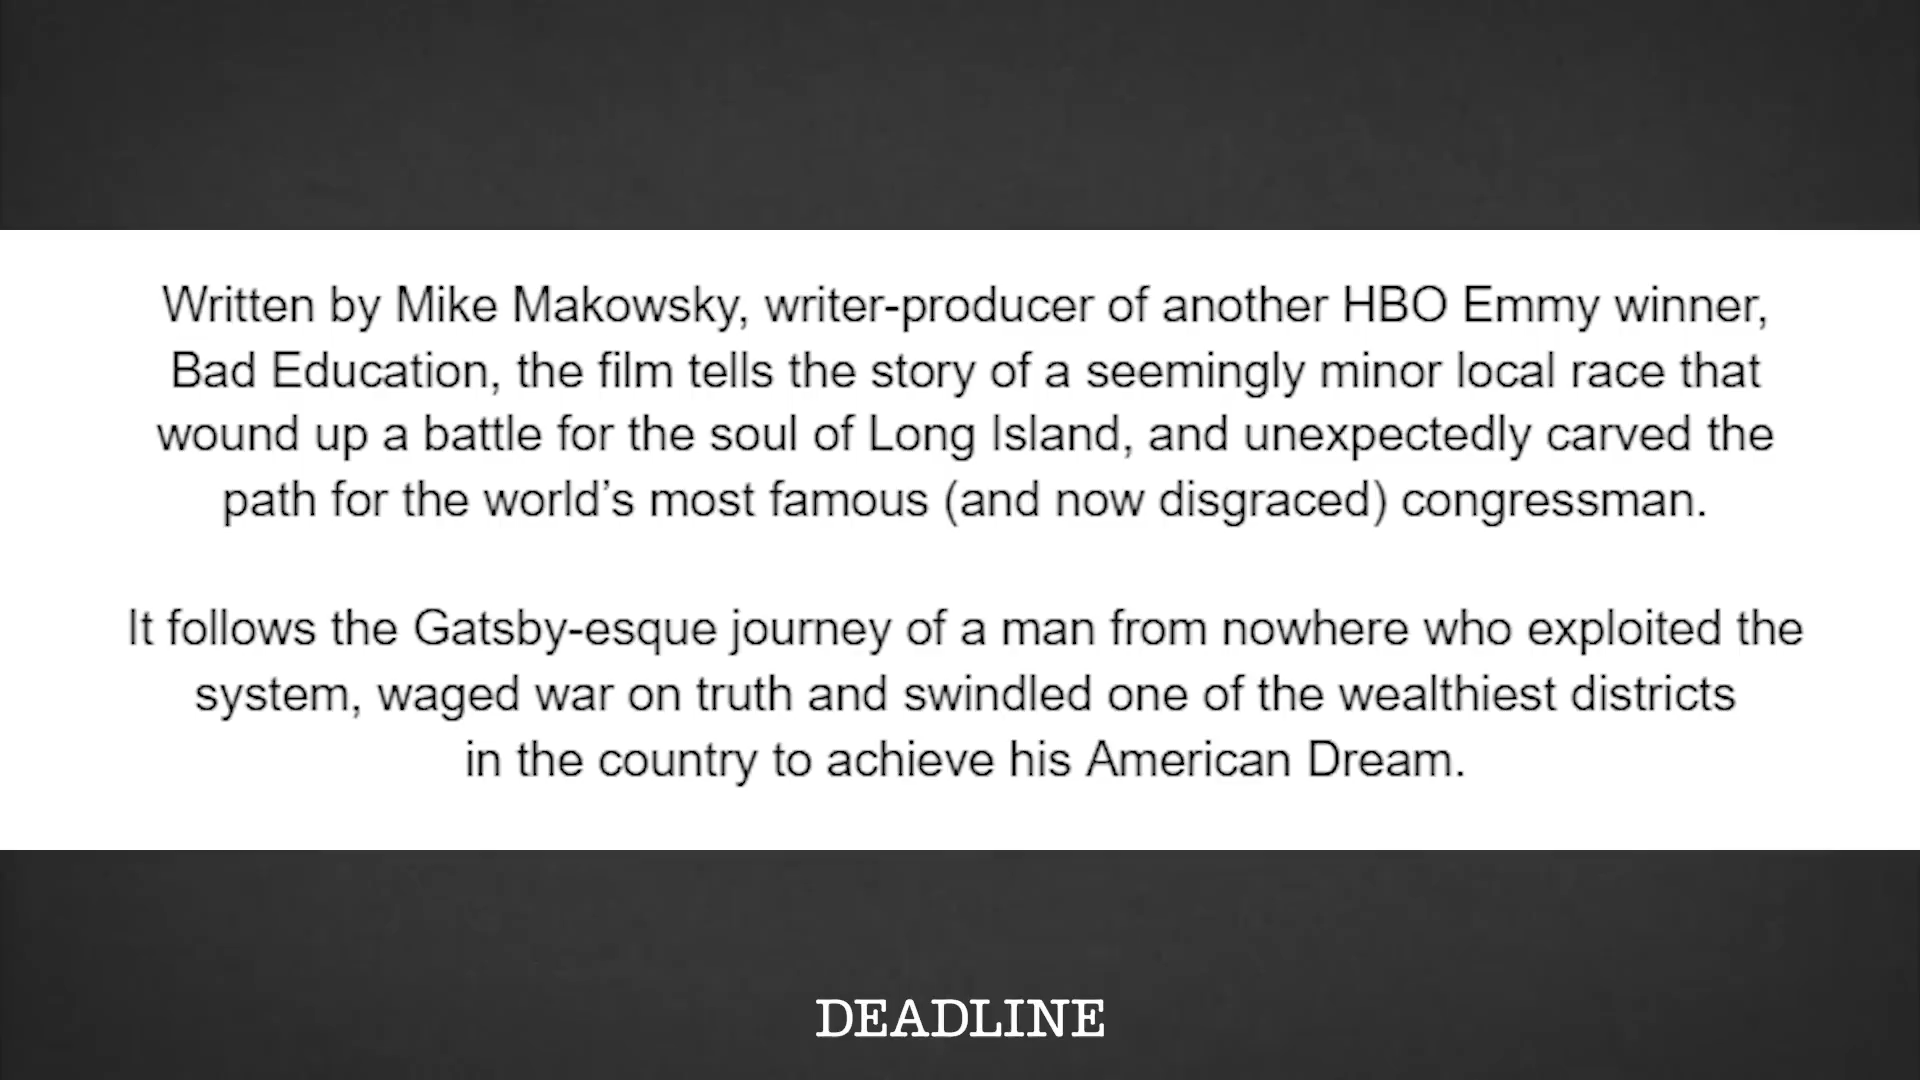 Written by Mike Makowsky, writer-producer of another HBO Emmy winner,
Bad Education, the film tells the story of a seemingly minor local race that
wound up a battle for the soul of Long Island, and unexpectedly carved the
path for the world’s most famous (and now disgraced) congressman.
It follows the Gatsby-esque journey of a man from nowhere who exploited the
system, waged war on truth and swindled one of the wealthiest districts
in the country to achieve his American Dream.
DEADLINE